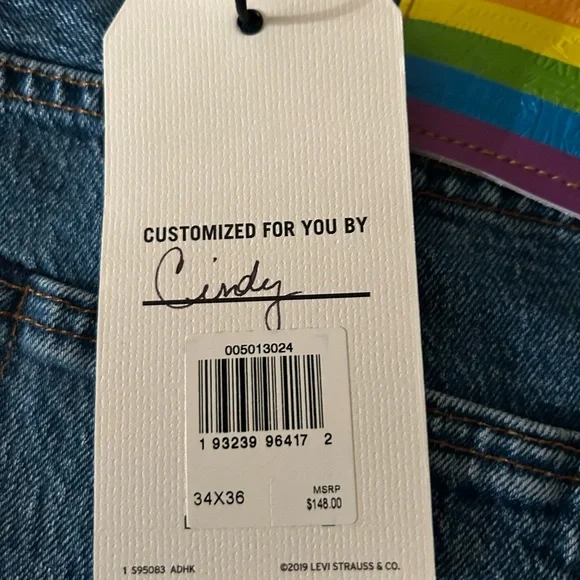 CUSTOMIZED FOR YOU BY
Cindy
005013024
1 93239 96417 2
34X36
MSRP
$148.00
1 S95083 ADHK
©2019 LEVI STRAUSS & CO.